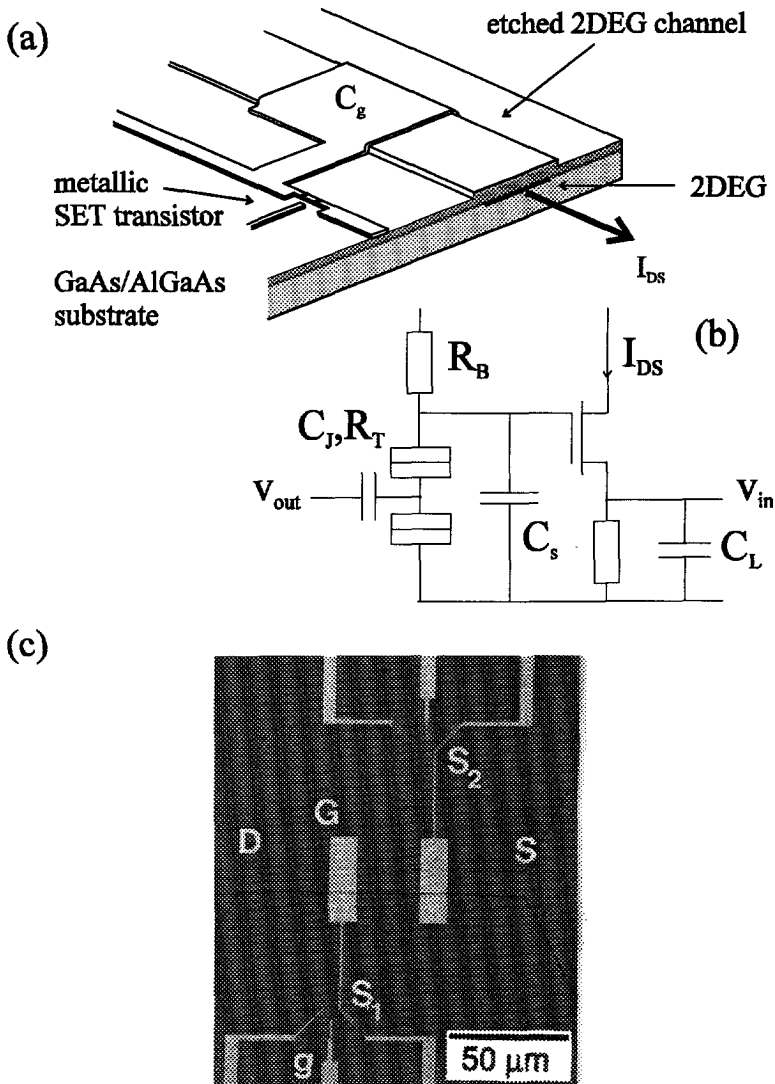 (a)
etched 2DEG channel
C_g
metallic
SET transistor
2DEG
I_DS
GaAs/AlGaAs
substrate
(b)
R_B
I_DS
C_J,R_T
V_out
V_in
C_s
C_L
(c)
S_2
G
D
S
S_1
g
50 μm